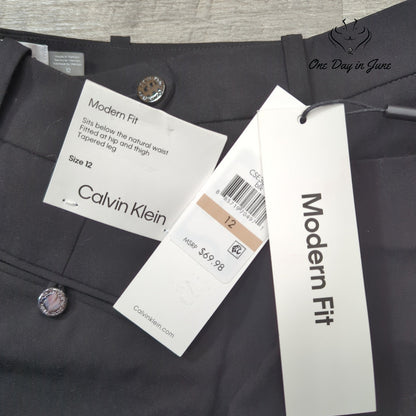 One Day in June
Modern Fit
Sits below the natural waist
Fitted at hip and thigh
Tapered leg
Size 12
Calvin Klein
12
MSRP $69.98
Calvinklein.com
Modern Fit